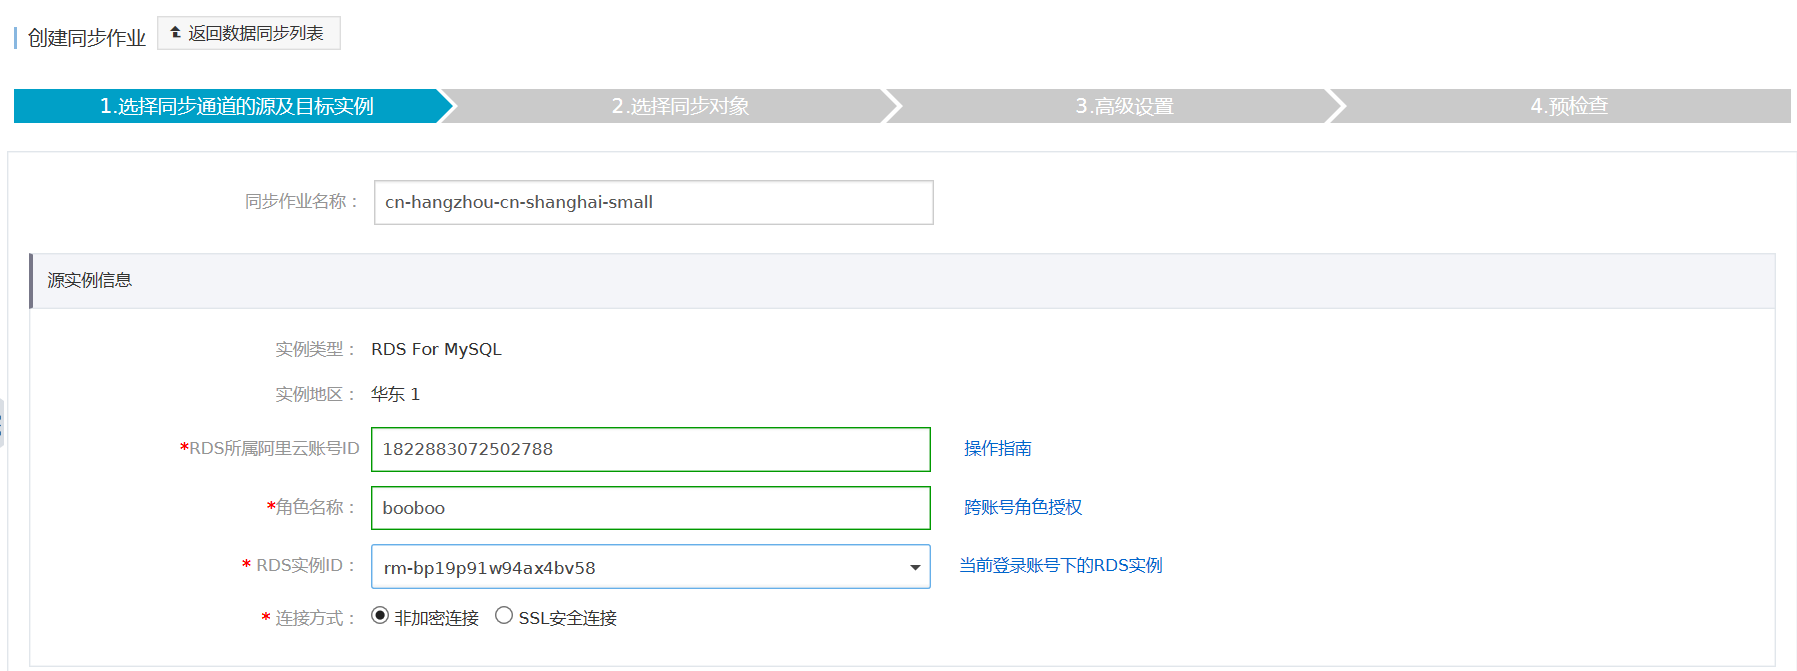 创建同步作业 返回数据同步列表
1.选择同步通道的源及目标实例 2.选择同步对象 3.高级设置 4.预检查
同步作业名称： cn-hangzhou-cn-shanghai-small
源实例信息
实例类型： RDS For MySQL
实例地区： 华东 1
*RDS所属阿里云账号ID 1822883072502788 操作指南
*角色名称： booboo 跨账号角色授权
* RDS实例ID： rm-bp19p91w94ax4bv58 当前登录账号下的RDS实例
* 连接方式： 非加密连接 SSL安全连接